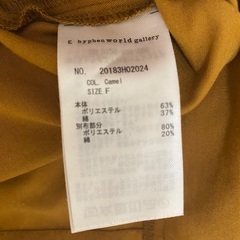 E hyphen world gallery
NO. 20183H02024
COL. Camel
SIZE F
本体
ポリエステル 63%
綿 37%
別布部分
ポリエステル 80%
綿 20%